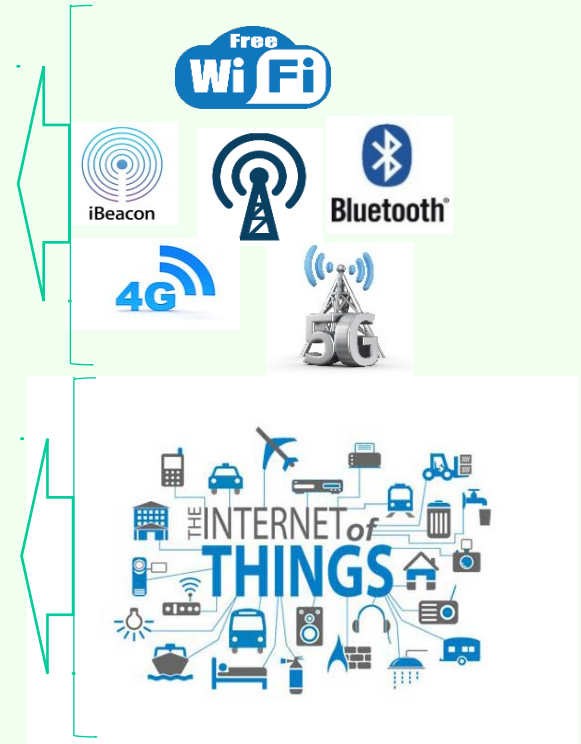 Free
Wi Fi
iBeacon
Bluetooth®
4G
5G
THE INTERNET of
THINGS